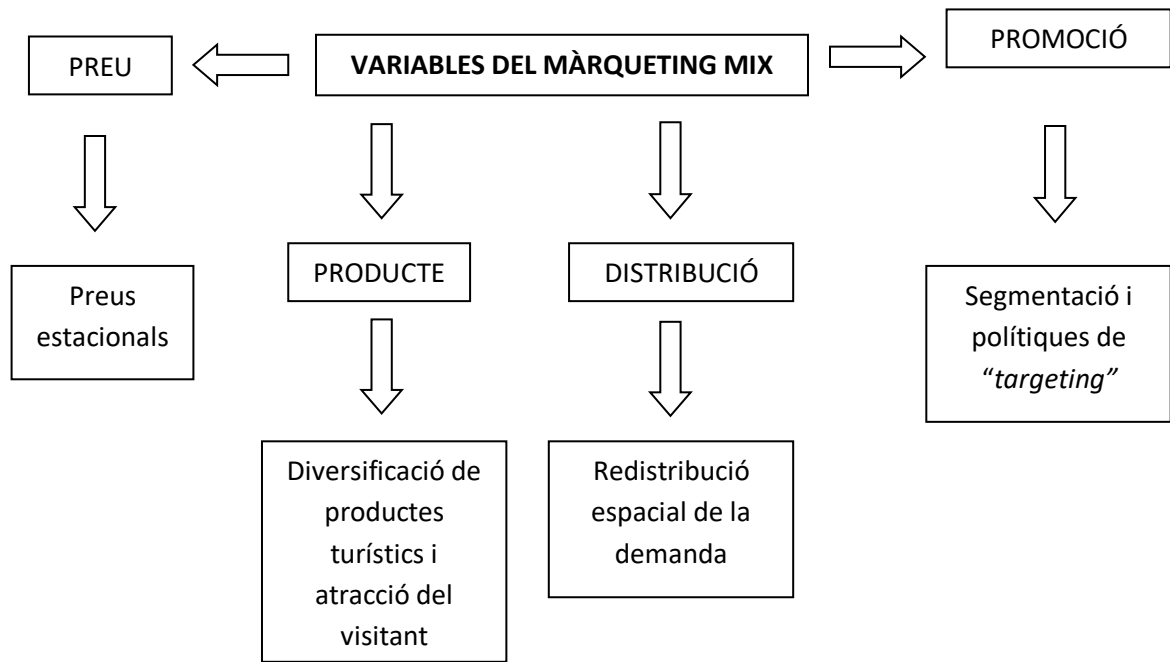 PREU
VARIABLES DEL MÀRQUETING MIX
PROMOCIÓ
Preus
estacionals
PRODUCTE
DISTRIBUCIÓ
Segmentació i
polítiques de
“targeting”
Diversificació de
productes
turístics i
atracció del
visitant
Redistribució
espacial de la
demanda